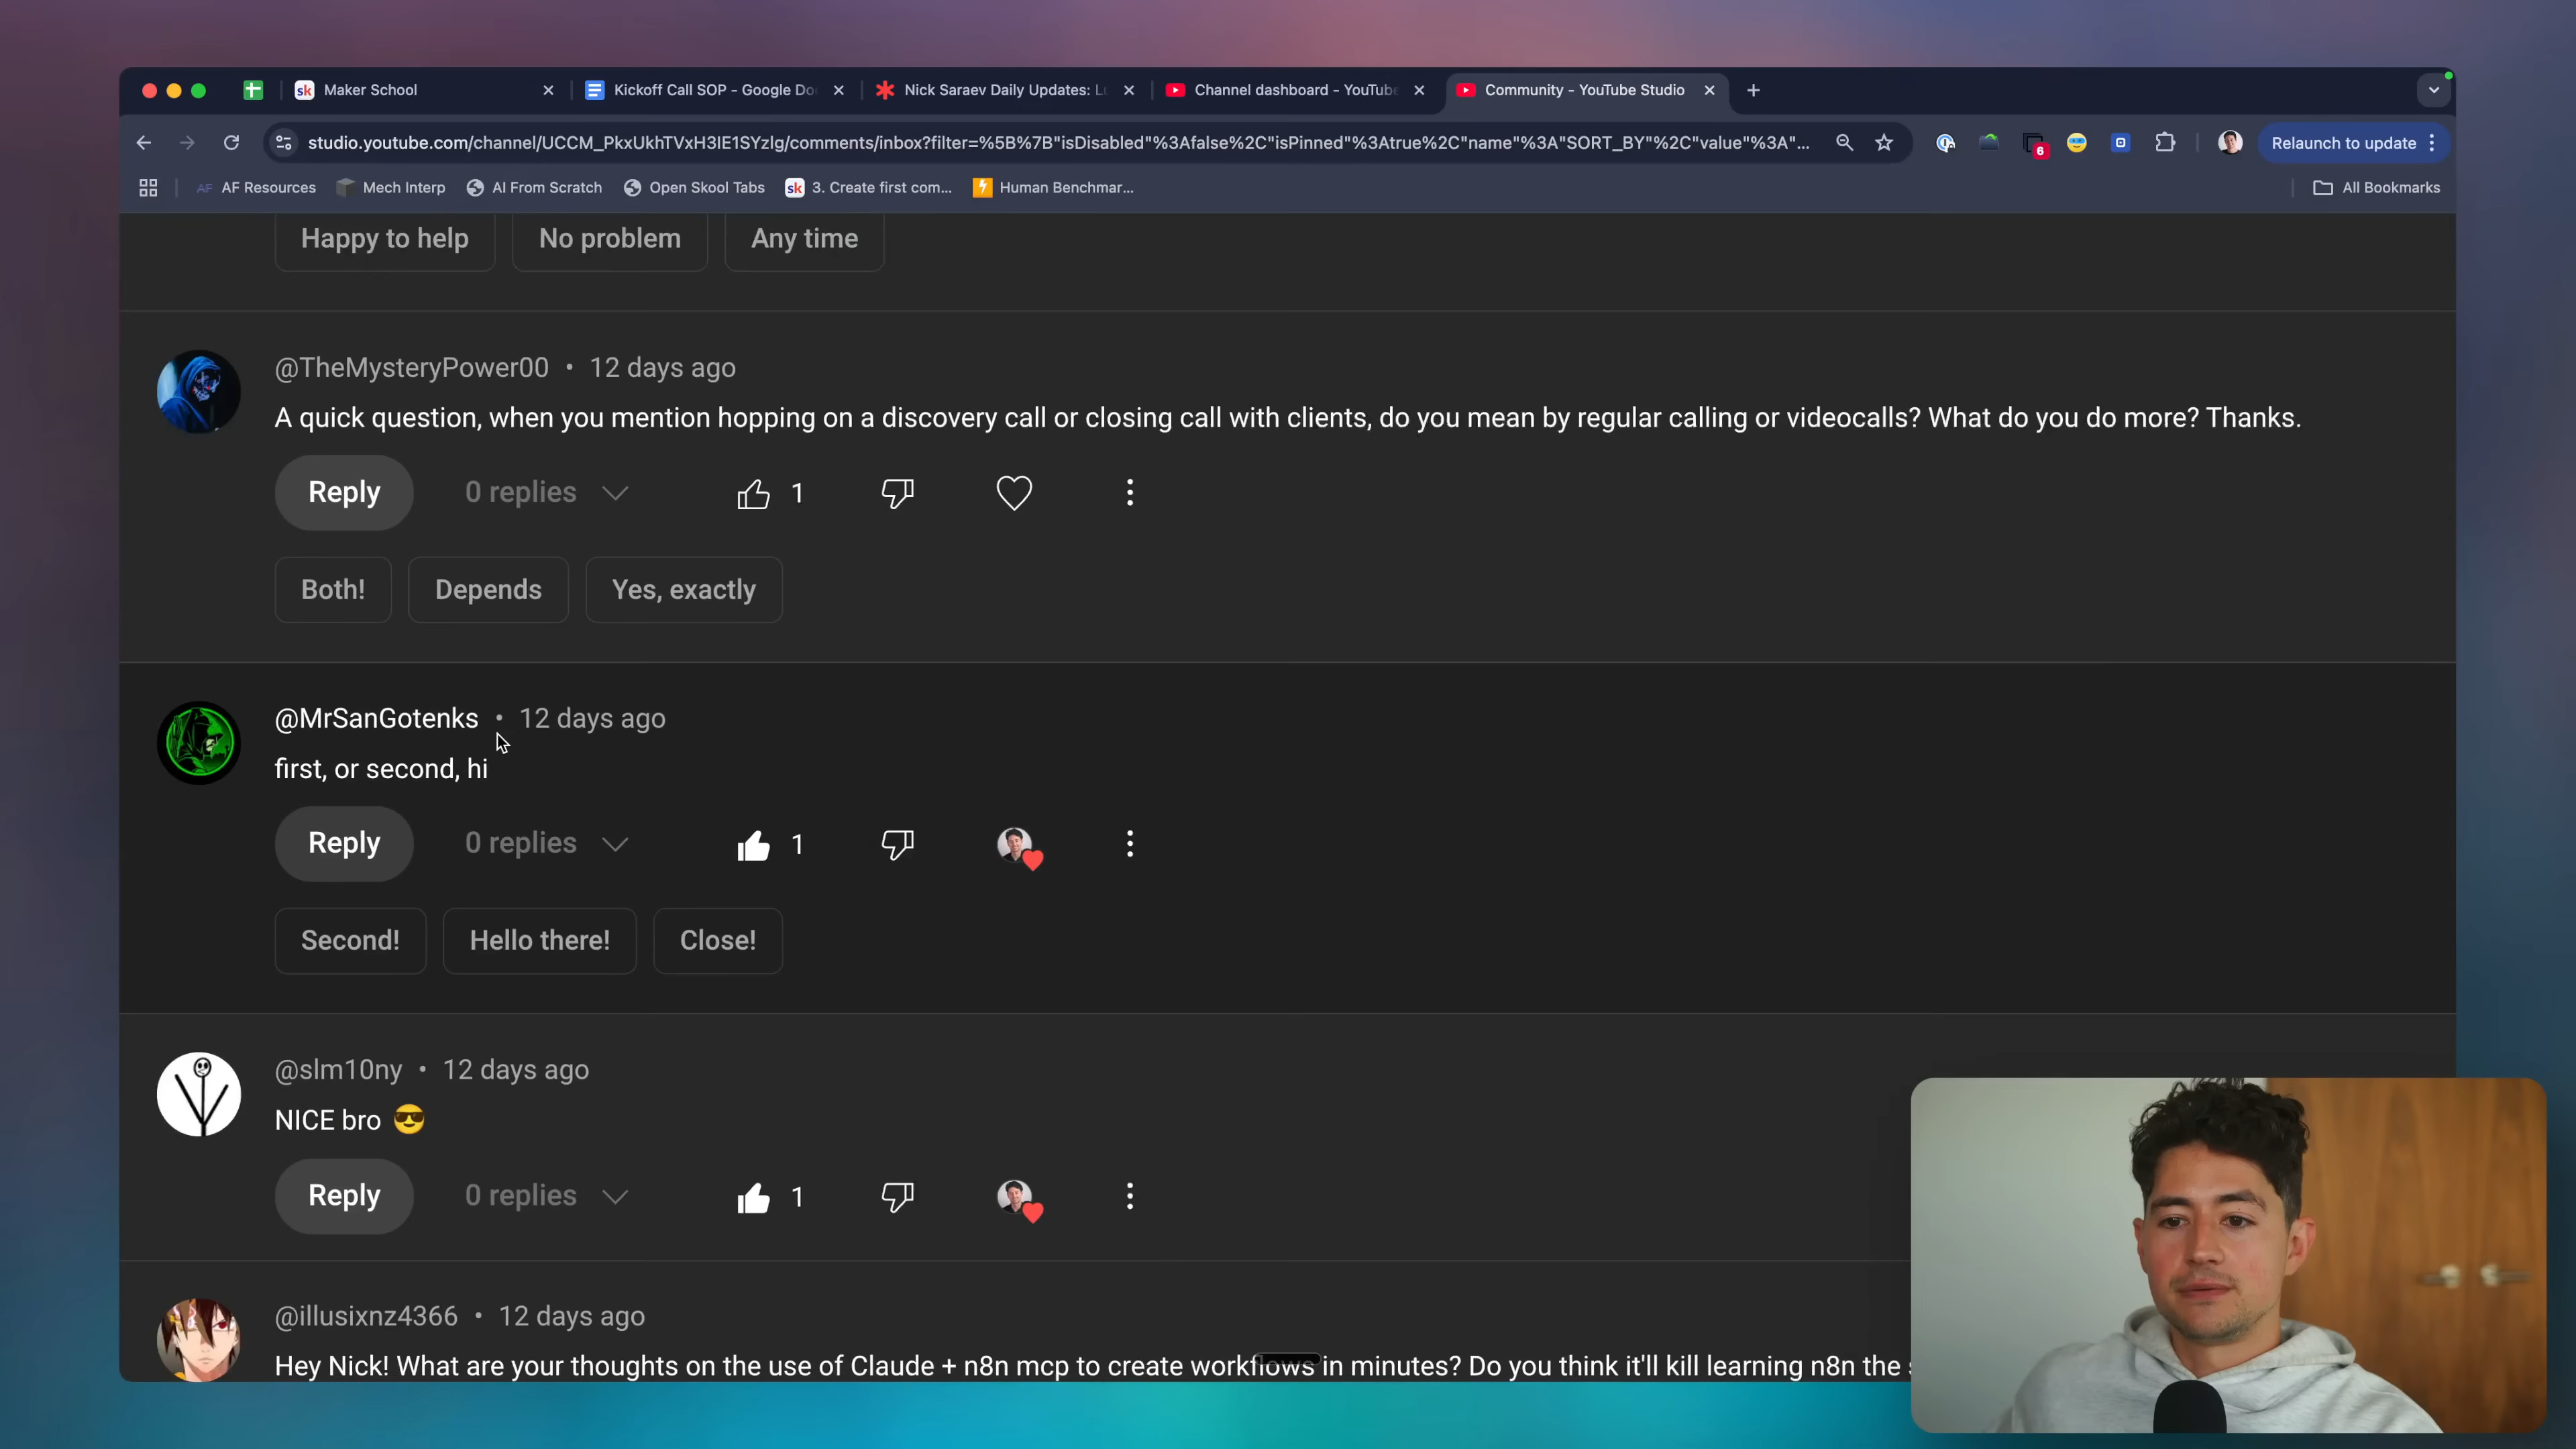 Maker School
Kickoff Call SOP - Google Do
Nick Saraev Daily Updates: L
Channel dashboard - YouTube
Community - YouTube Studio
studio.youtube.com/channel/UCCM_PkxUkhTVxH3IE1SYzlg/comments/inbox?filter=%5B%7B"isDisabled"%3Afalse%2C"isPinned"%3Atrue%2C"name"%3A"SORT_BY"%2C"value"%3A"...
6
Relaunch to update
AF Resources
Mech Interp
AI From Scratch
Open Skool Tabs
sk 3. Create first com...
Human Benchmar...
All Bookmarks
Happy to help
No problem
Any time
@TheMysteryPower00 • 12 days ago
A quick question, when you mention hopping on a discovery call or closing call with clients, do you mean by regular calling or videocalls? What do you do more? Thanks.
Reply 0 replies 1
Both!
Depends
Yes, exactly
@MrSanGotenks • 12 days ago
first, or second, hi
Reply 0 replies 1
Second!
Hello there!
Close!
@slm10ny • 12 days ago
NICE bro 😎
Reply 0 replies 1
@illusixnz4366 • 12 days ago
Hey Nick! What are your thoughts on the use of Claude + n8n mcp to create workflows in minutes? Do you think it'll kill learning n8n the s